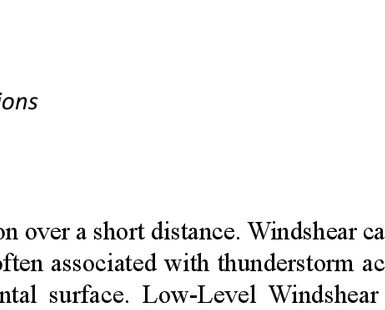 ions
on over a short distance. Windshear ca
often associated with thunderstorm ac
ntal surface. Low-Level Windshear